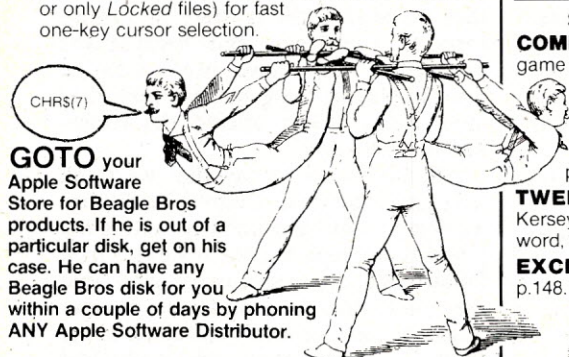 or only Locked files) for fast
one-key cursor selection.
CHR$(7)
GOTO your
Apple Software
Store for Beagle Bros
products. If he is out of a
particular disk, get on his
case. He can have any
Beagle Bros disk for you
within a couple of days by phoning
ANY Apple Software Distributor.
COM
game
TWE
Kersey
word,
EXC
p.148.